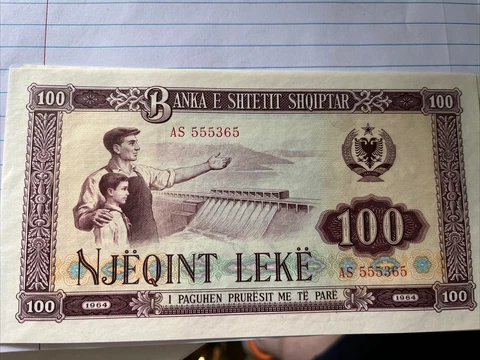 100 BANKA E SHTETIT SHQIPTAR 100
AS 555365
100
NJËQINT LEKË AS 555365
100 1964 I PAGUHEN PRURËSIT ME TË PARË 1964 100